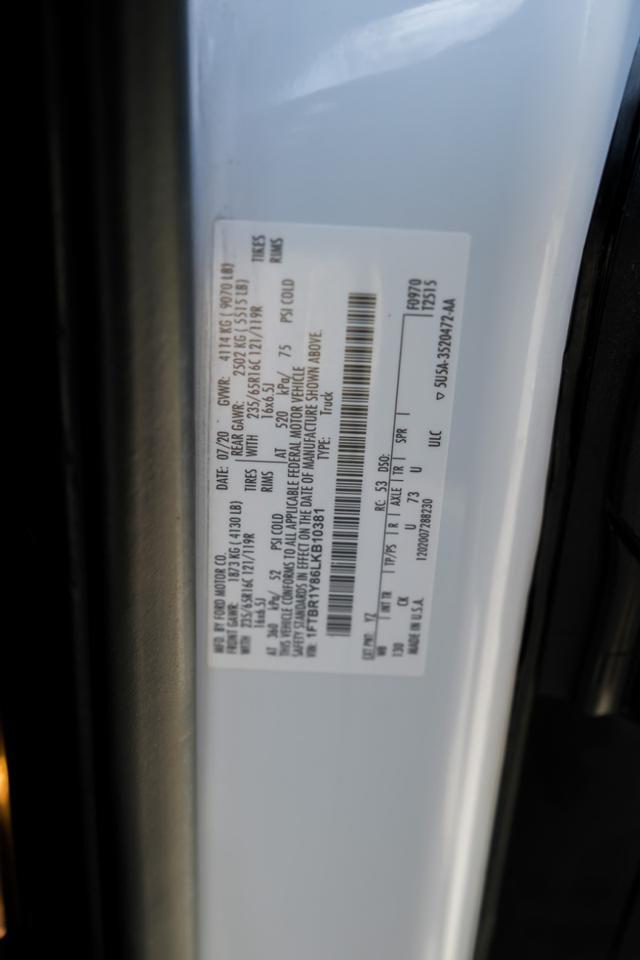 MFD. BY FORD MOTOR CO. DATE: 07/20 GVWR: 4114 KG ( 9070 LB)
FRONT GAWR: 1873 KG ( 4130 LB) REAR GAWR: 2502 KG ( 5515 LB)
WITH 235/65R16C 121/119R TIRES WITH 235/65R16C 121/119R TIRES
16x6.5J RIMS 16x6.5J RIMS
AT 360 kPa/ 52 PSI COLD AT 520 kPa/ 75 PSI COLD
THIS VEHICLE CONFORMS TO ALL APPLICABLE FEDERAL MOTOR VEHICLE
SAFETY STANDARDS IN EFFECT ON THE DATE OF MANUFACTURE SHOWN ABOVE.
VIN: 1FTBR1Y86LKB10381 TYPE: Truck
EXT PNT: YZ RC: 53 DSO:
WB INT TR TP/PS R AXLE TR SPR F0970
130 CK U 73 U T2515
MADE IN U.S.A. 1202007288230 ULC ▽ 5U5A-3520472-AA